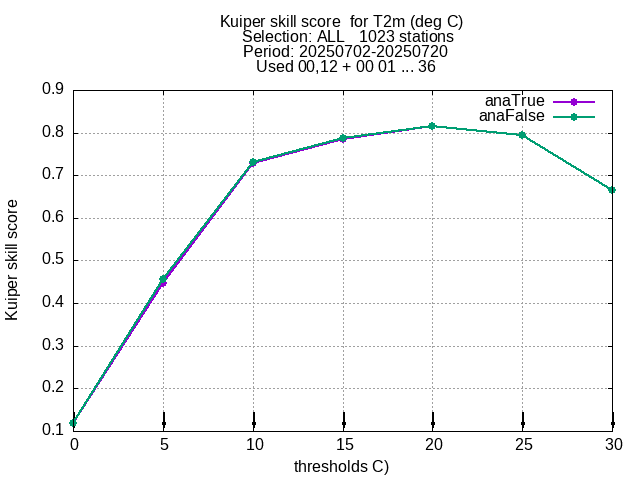 Kuiper skill score  for T2m (deg C)
Selection: ALL   1023 stations
Period: 20250702-20250720
Used 00,12 + 00 01 ... 36
anaTrue
anaFalse
0.9
0.8
0.7
0.6
0.5
0.4
0.3
0.2
0.1
Kuiper skill score
0 5 10 15 20 25 30
thresholds C)